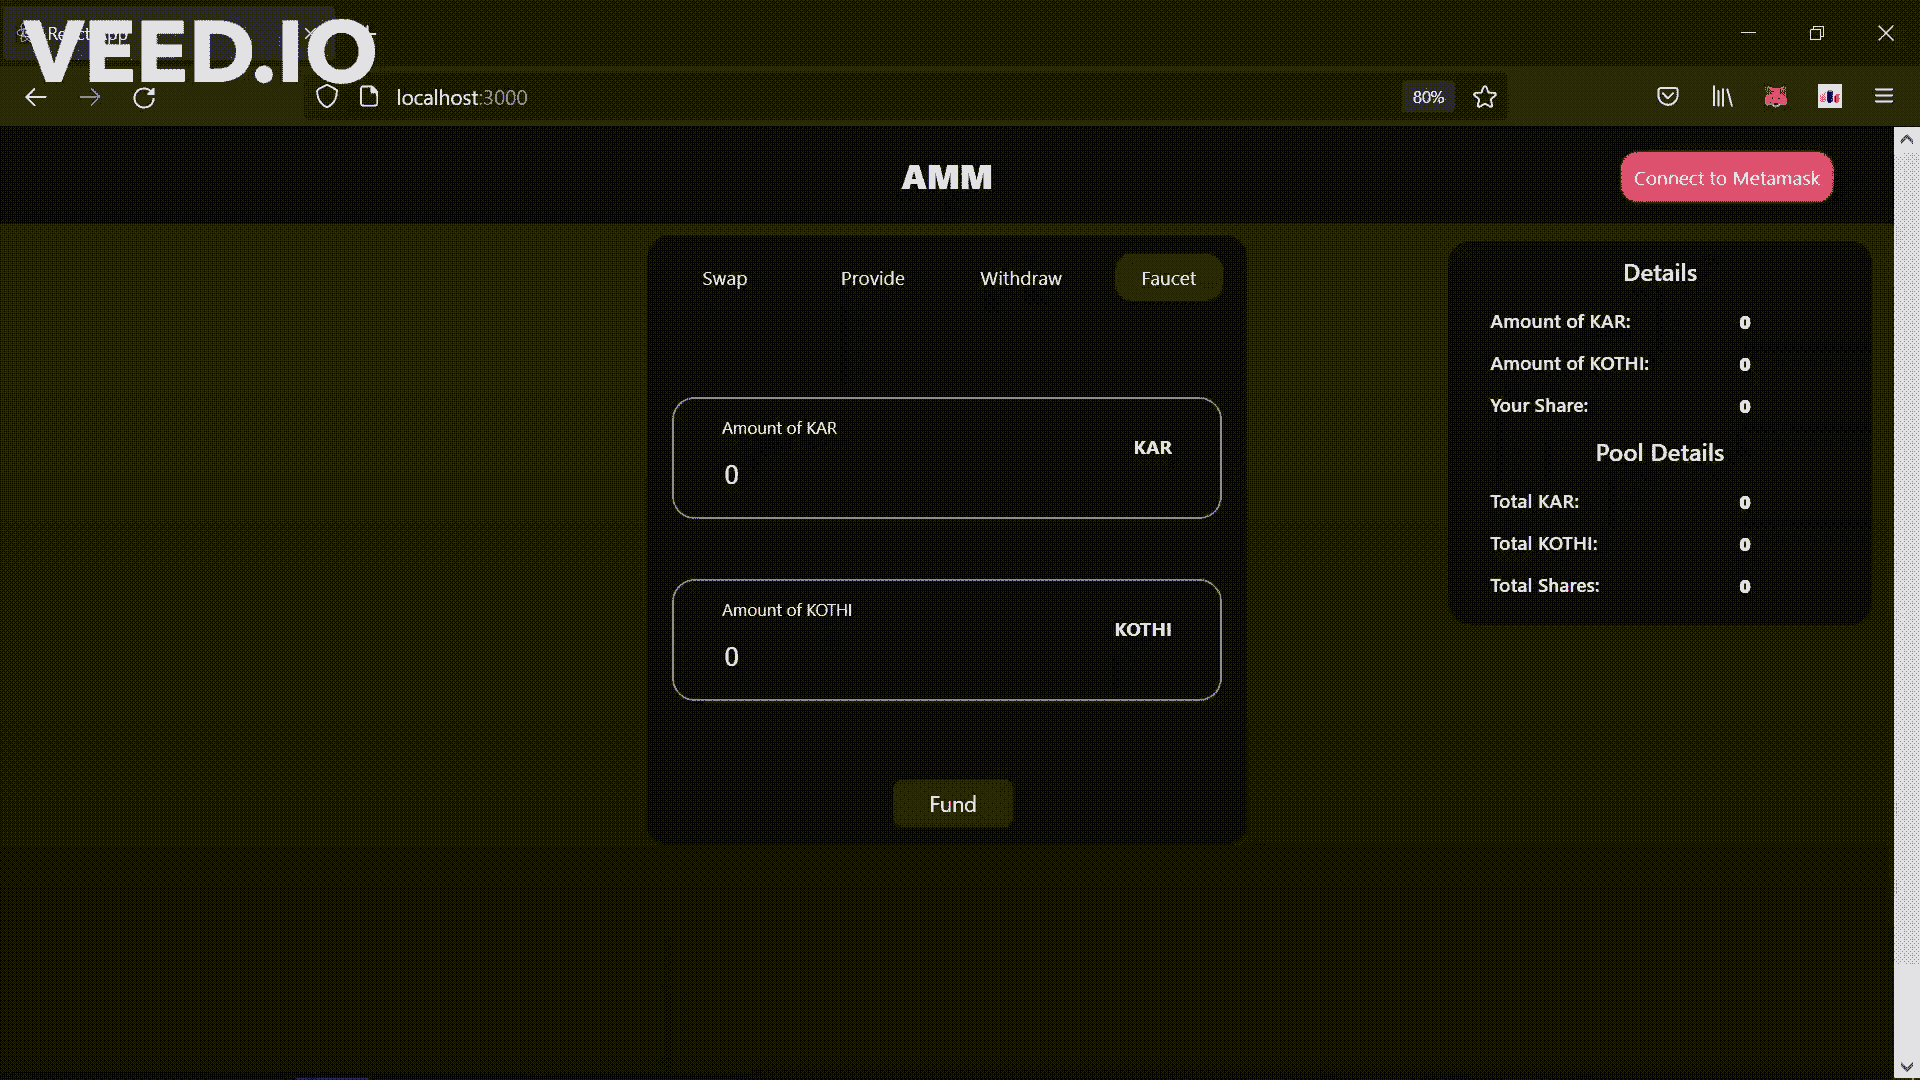 React App
VEED.IO
localhost:3000
80%
AMM
Connect to Metamask
Swap
Provide
Withdraw
Faucet
Amount of KAR
KAR
0
Amount of KOTHI
KOTHI
0
Fund
Details
Amount of KAR: 0
Amount of KOTHI: 0
Your Share: 0
Pool Details
Total KAR: 0
Total KOTHI: 0
Total Shares: 0